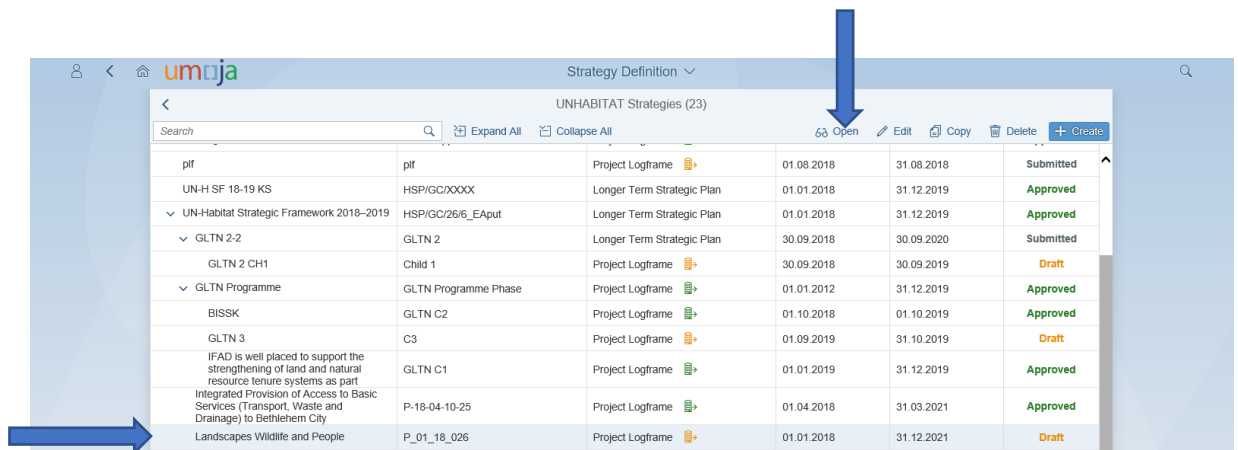 umoja
Strategy Definition
UNHABITAT Strategies (23)
Search Expand All Collapse All Open Edit Copy Delete + Create
plf plf Project Logframe 01.08.2018 31.08.2018 Submitted
UN-H SF 18-19 KS HSP/GC/XXXX Longer Term Strategic Plan 01.01.2018 31.12.2019 Approved
UN-Habitat Strategic Framework 2018–2019 HSP/GC/26/6_EAput Longer Term Strategic Plan 01.01.2018 31.12.2019 Approved
GLTN 2-2 GLTN 2 Longer Term Strategic Plan 30.09.2018 30.09.2020 Submitted
GLTN 2 CH1 Child 1 Project Logframe 30.09.2018 30.09.2019 Draft
GLTN Programme GLTN Programme Phase Project Logframe 01.01.2012 31.12.2019 Approved
BISSK GLTN C2 Project Logframe 01.10.2018 01.10.2019 Approved
GLTN 3 C3 Project Logframe 01.09.2019 31.10.2019 Draft
IFAD is well placed to support the
strengthening of land and natural
resource tenure systems as part
GLTN C1 Project Logframe 01.01.2019 31.12.2019 Approved
Integrated Provision of Access to Basic
Services (Transport, Waste and
Drainage) to Bethlehem City
P-18-04-10-25 Project Logframe 01.04.2018 31.03.2021 Approved
Landscapes Wildlife and People P_01_18_026 Project Logframe 01.01.2018 31.12.2021 Draft